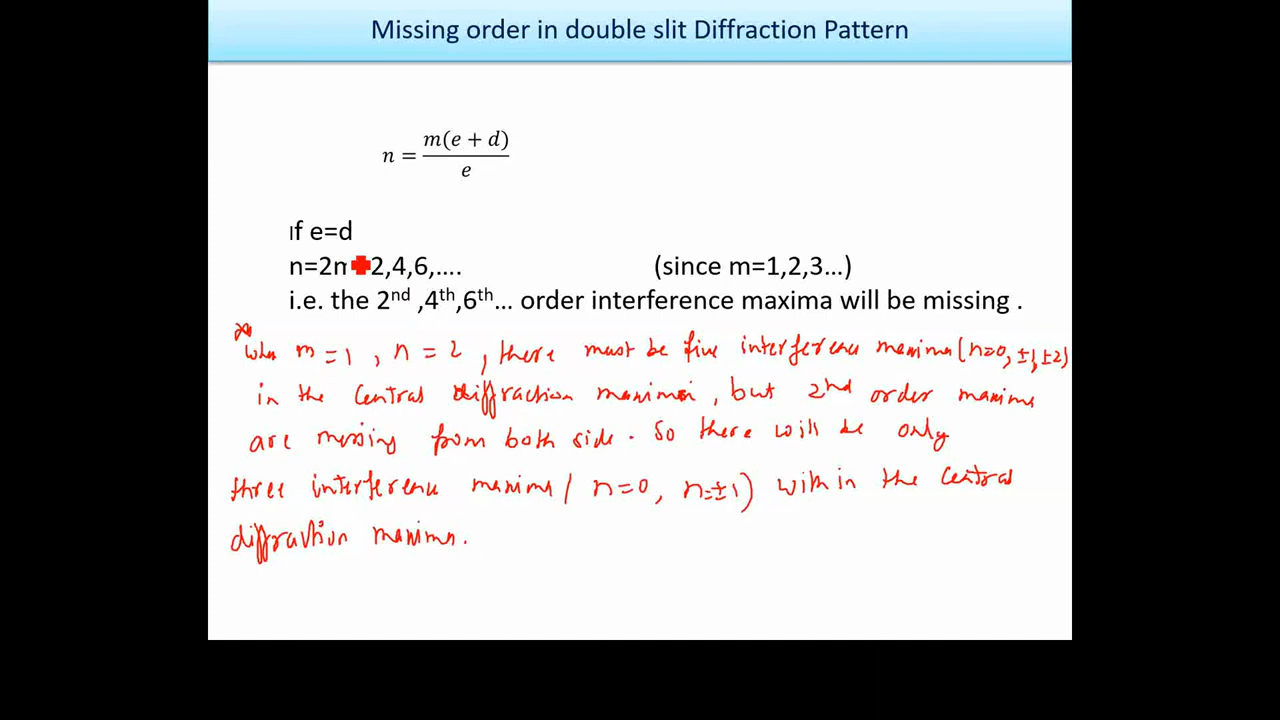 Missing order in double slit Diffraction Pattern
n = m(e + d) / e
If e=d
n=2m 2,4,6,.... (since m=1,2,3...)
i.e. the 2nd ,4th,6th... order interference maxima will be missing .
When m = 1 , n = 2 , there must be five interference maxima (n=0, ±1, ±2)
in the central diffraction maxima , but 2nd order maxima
are missing from both side . So there will be only
three interference maxima ( n=0, n=±1) within the central
diffraction maxima .